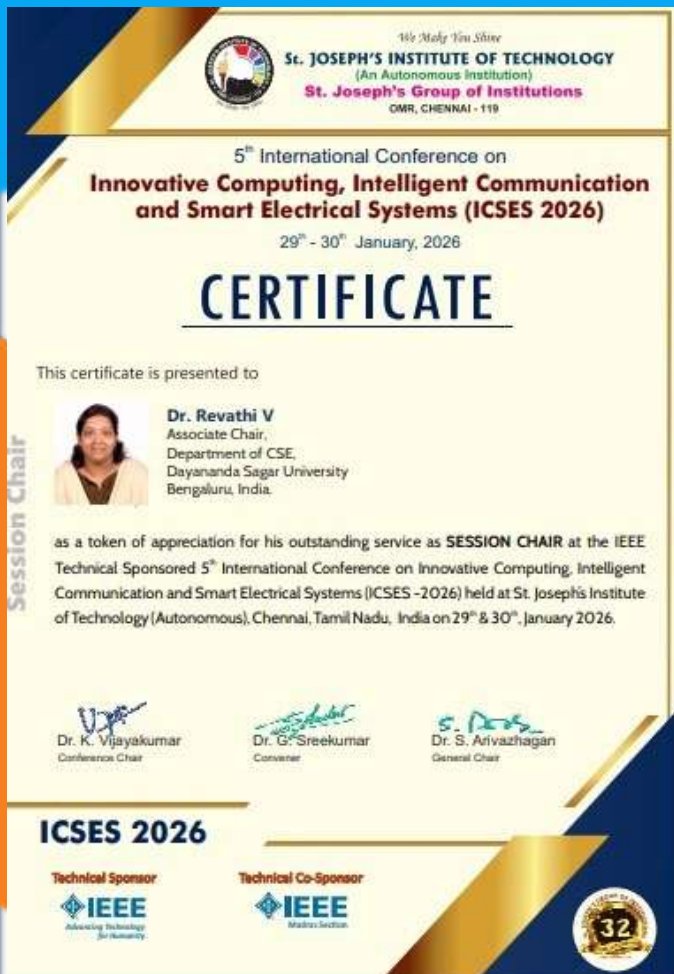 We Make You Shine
St. JOSEPH'S INSTITUTE OF TECHNOLOGY
(An Autonomous Institution)
St. Joseph's Group of Institutions
OMR, CHENNAI - 119
5th International Conference on
Innovative Computing, Intelligent Communication
and Smart Electrical Systems (ICSES 2026)
29th - 30th January, 2026
CERTIFICATE
This certificate is presented to
Session Chair
Dr. Revathi V
Associate Chair,
Department of CSE,
Dayananda Sagar University
Bengaluru, India.
as a token of appreciation for his outstanding service as SESSION CHAIR at the IEEE
Technical Sponsored 5th International Conference on Innovative Computing, Intelligent
Communication and Smart Electrical Systems (ICSES -2026) held at St. Joseph's Institute
of Technology (Autonomous), Chennai, Tamil Nadu, India on 29th & 30th, January 2026.
Dr. K. Vijayakumar
Conference Chair
Dr. G. Sreekumar
Convener
Dr. S. Arivazhagan
General Chair
ICSES 2026
Technical Sponsor
IEEE
Advancing Technology
for Humanity
Technical Co-Sponsor
IEEE
Madras Section
32